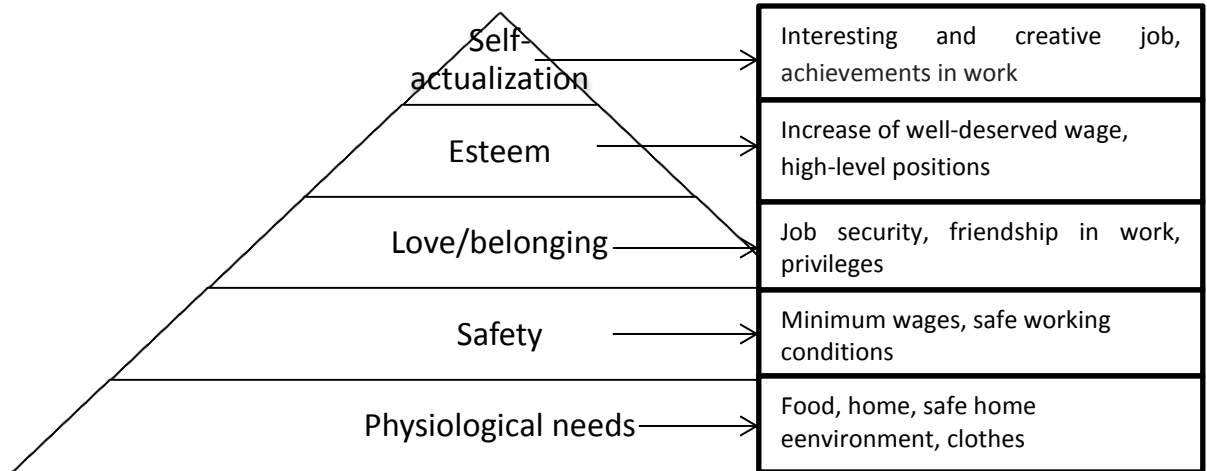 Self-
actualization
Interesting and creative job,
achievements in work
Esteem
Increase of well-deserved wage,
high-level positions
Love/belonging
Job security, friendship in work,
privileges
Safety
Minimum wages, safe working
conditions
Physiological needs
Food, home, safe home
eenvironment, clothes